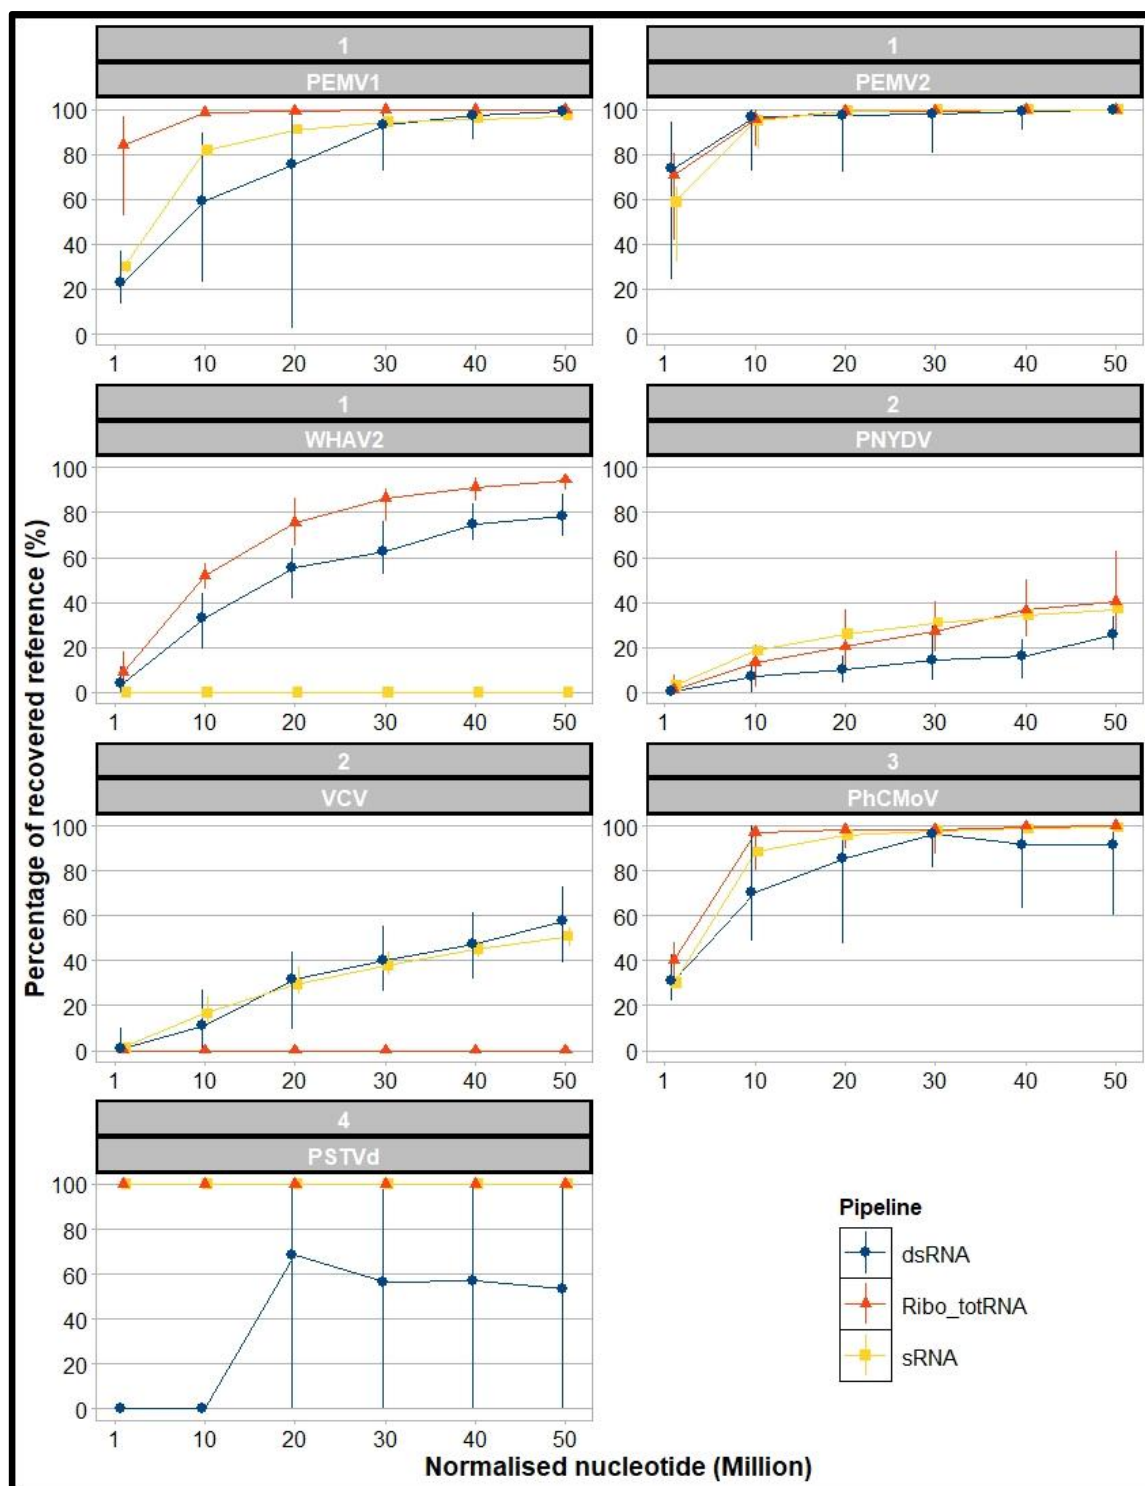 1
PEMV1
100
80
60
40
20
0
1 10 20 30 40 50
1
PEMV2
100
80
60
40
20
0
1 10 20 30 40 50
1
WHAV2
100
80
60
40
20
0
1 10 20 30 40 50
2
PNYDV
100
80
60
40
20
0
1 10 20 30 40 50
2
VCV
100
80
60
40
20
0
1 10 20 30 40 50
3
PhCMoV
100
80
60
40
20
0
1 10 20 30 40 50
4
PSTVd
100
80
60
40
20
0
1 10 20 30 40 50
Percentage of recovered reference (%)
Normalised nucleotide (Million)
Pipeline
dsRNA
Ribo_totRNA
sRNA